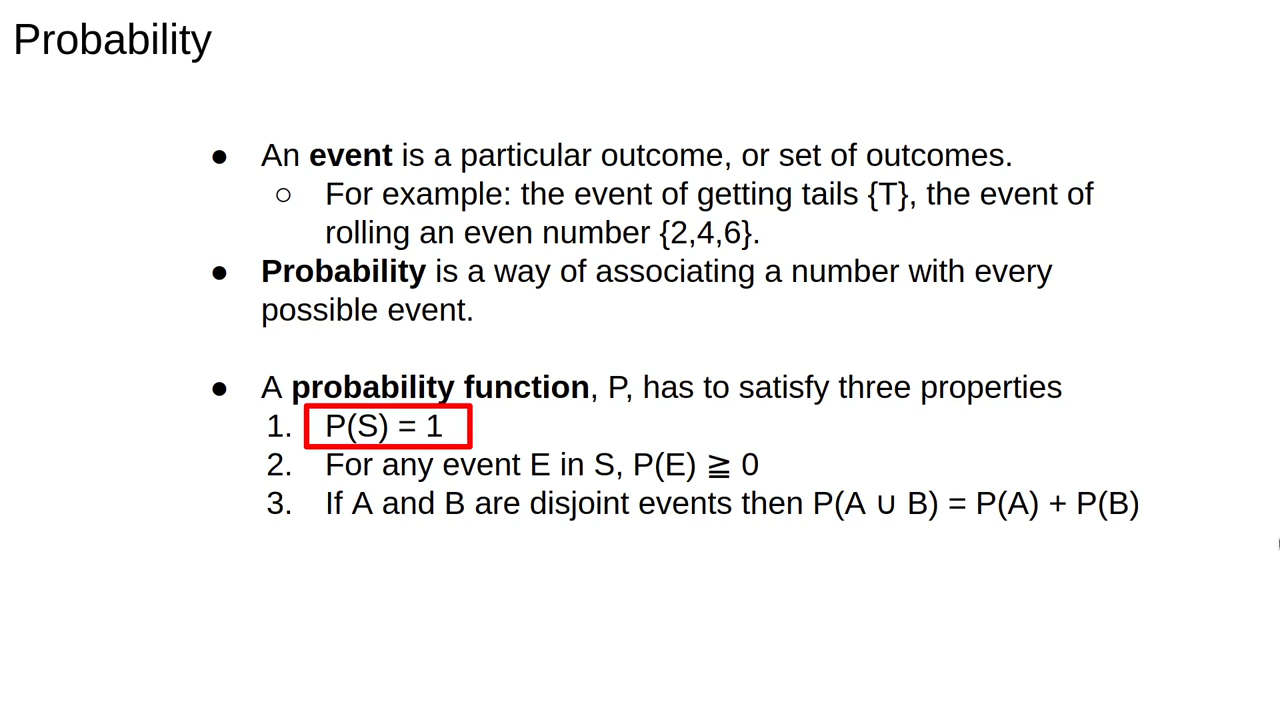 Probability
● An event is a particular outcome, or set of outcomes.
○ For example: the event of getting tails {T}, the event of
rolling an even number {2,4,6}.
● Probability is a way of associating a number with every
possible event.
● A probability function, P, has to satisfy three properties
1. P(S) = 1
2. For any event E in S, P(E) ≧ 0
3. If A and B are disjoint events then P(A ∪ B) = P(A) + P(B)